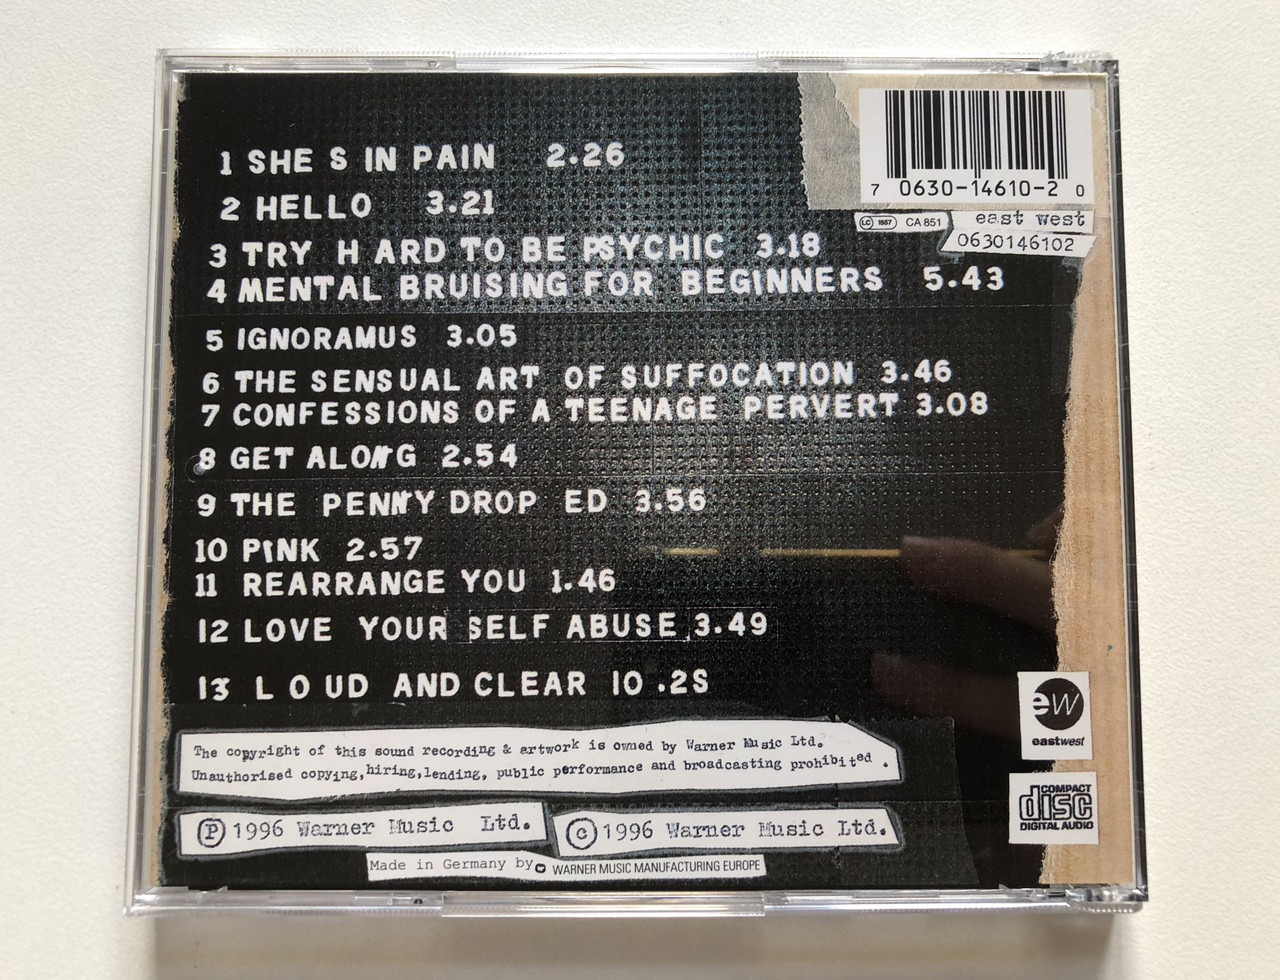 1 SHE S IN PAIN 2.26
2 HELLO 3.21
3 TRY H ARD TO BE PSYCHIC 3.18
4 MENTAL BRUISING FOR BEGINNERS 5.43
5 IGNORAMUS 3.05
6 THE SENSUAL ART OF SUFFOCATION 3.46
7 CONFESSIONS OF A TEENAGE PERVERT 3.08
8 GET ALONG 2.54
9 THE PENNY DROP ED 3.56
10 PINK 2.57
11 REARRANGE YOU 1.46
12 LOVE YOUR SELF ABUSE 3.49
13 L O UD AND CLEAR 10 .2S
7 0630-14610-2 0
LC 1557 CA 851
east west
0630146102
ew
eastwest
COMPACT
disc
DIGITAL AUDIO
The copyright of this sound recording & artwork is owned by Warner Music Ltd.
Unauthorised copying, hiring, lending, public performance and broadcasting prohibited .
Ⓟ 1996 Warner Music Ltd.
© 1996 Warner Music Ltd.
Made in Germany by WARNER MUSIC MANUFACTURING EUROPE